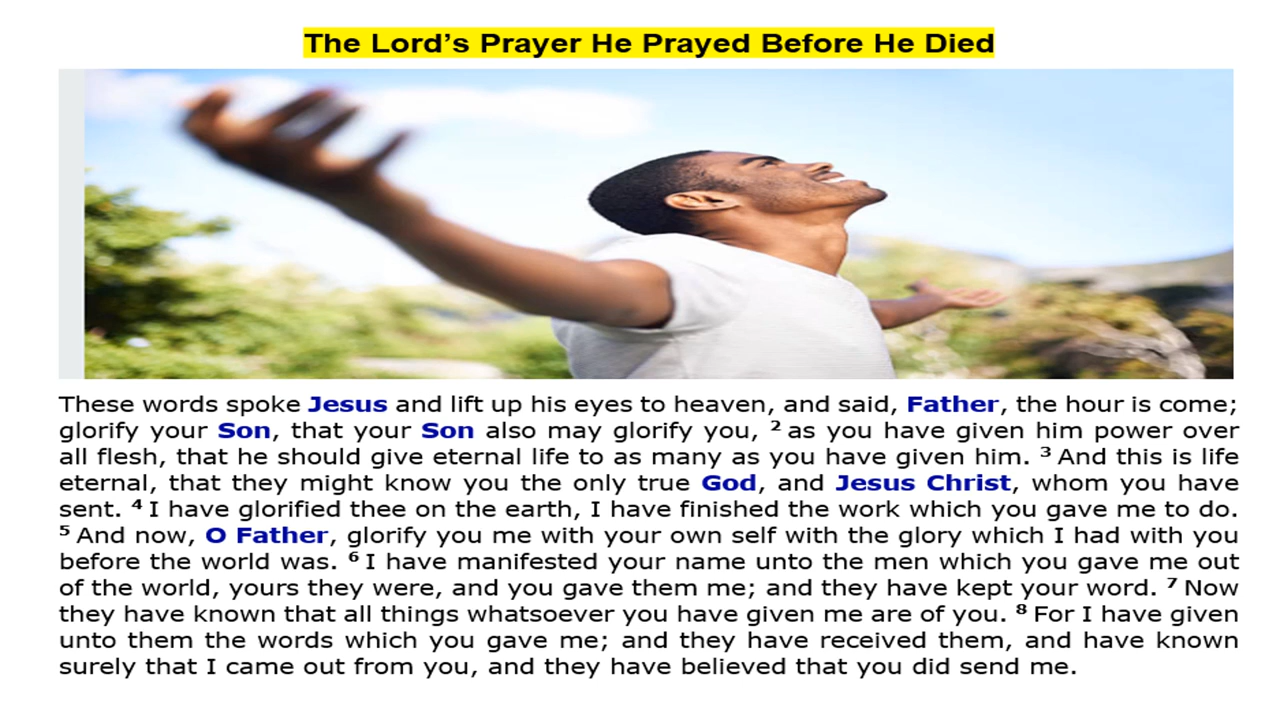 The Lord’s Prayer He Prayed Before He Died
These words spoke Jesus and lift up his eyes to heaven, and said, Father, the hour is come;
glorify your Son, that your Son also may glorify you, ² as you have given him power over
all flesh, that he should give eternal life to as many as you have given him. ³ And this is life
eternal, that they might know you the only true God, and Jesus Christ, whom you have
sent. ⁴ I have glorified thee on the earth, I have finished the work which you gave me to do.
⁵ And now, O Father, glorify you me with your own self with the glory which I had with you
before the world was. ⁶ I have manifested your name unto the men which you gave me out
of the world, yours they were, and you gave them me; and they have kept your word. ⁷ Now
they have known that all things whatsoever you have given me are of you. ⁸ For I have given
unto them the words which you gave me; and they have received them, and have known
surely that I came out from you, and they have believed that you did send me.